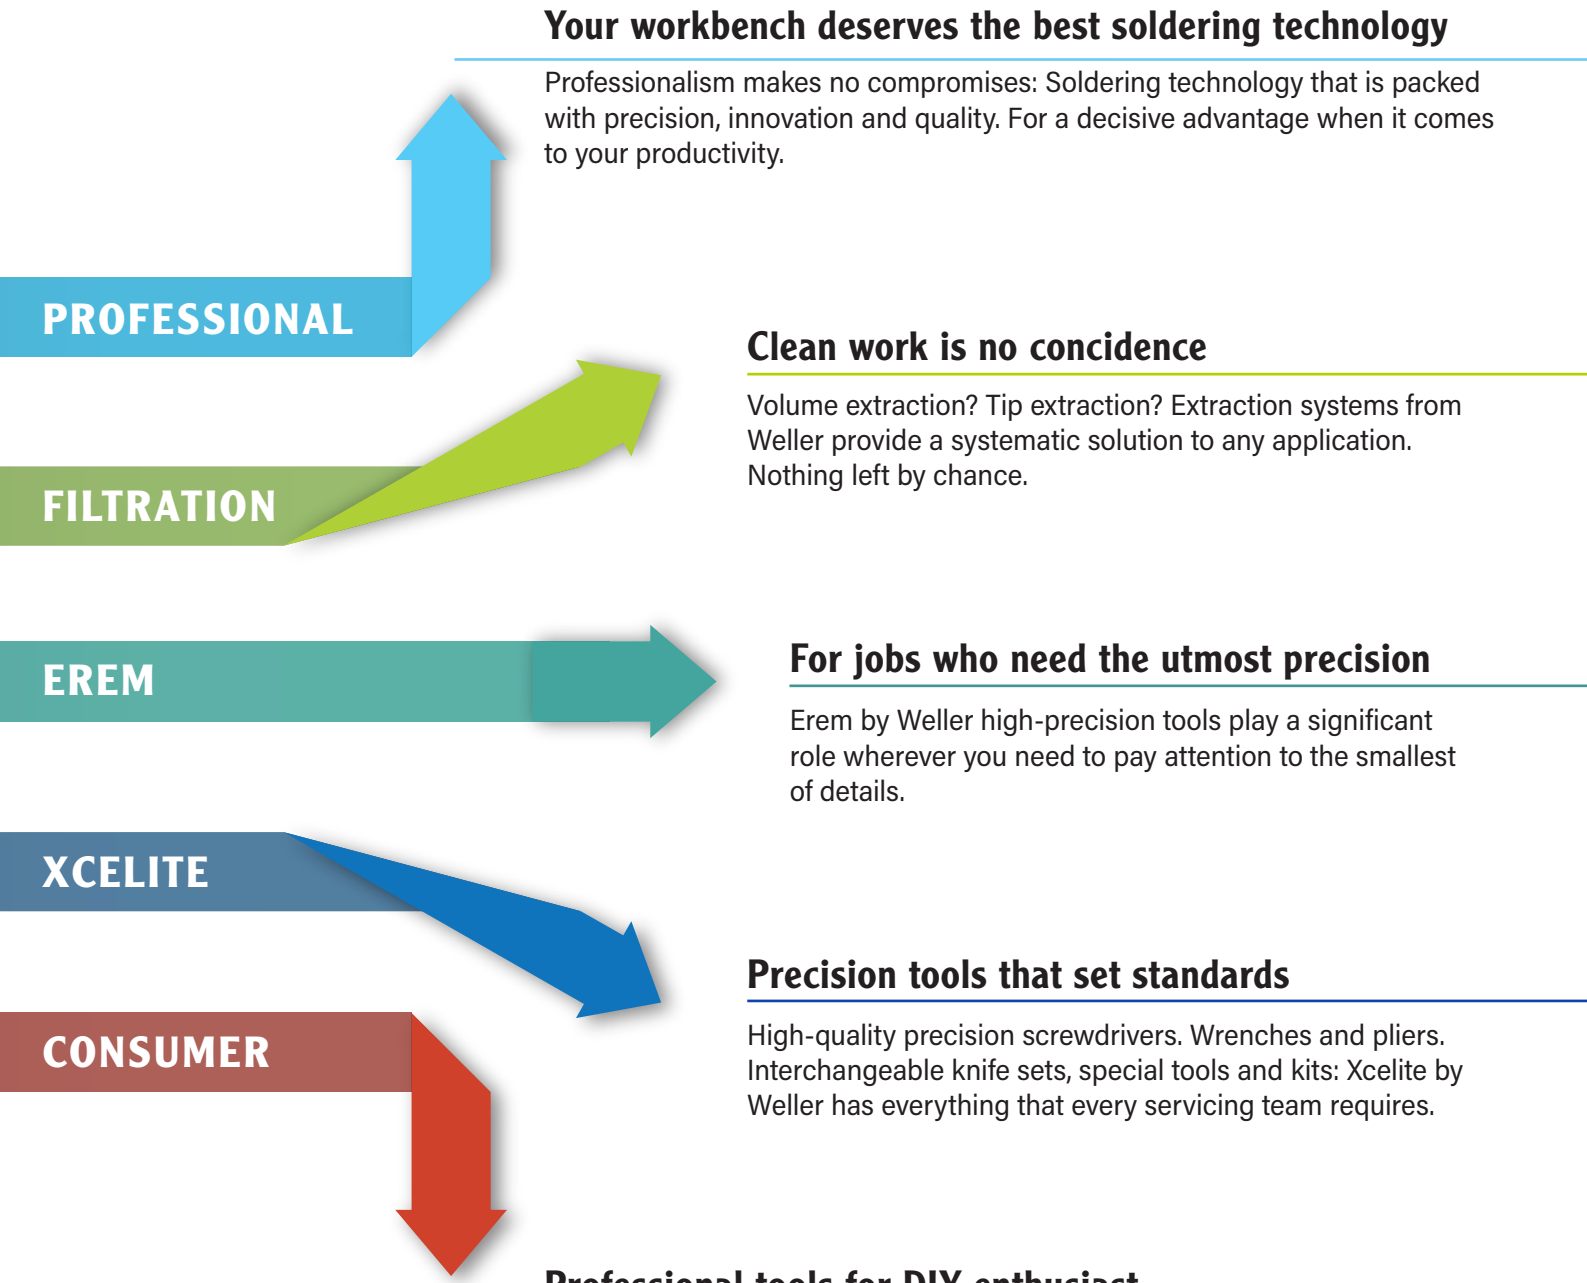 Your workbench deserves the best soldering technology
Professionalism makes no compromises: Soldering technology that is packed
with precision, innovation and quality. For a decisive advantage when it comes
to your productivity.
PROFESSIONAL
Clean work is no concidence
Volume extraction? Tip extraction? Extraction systems from
Weller provide a systematic solution to any application.
Nothing left by chance.
FILTRATION
EREM
For jobs who need the utmost precision
Erem by Weller high-precision tools play a significant
role wherever you need to pay attention to the smallest
of details.
XCELITE
Precision tools that set standards
High-quality precision screwdrivers. Wrenches and pliers.
Interchangeable knife sets, special tools and kits: Xcelite by
Weller has everything that every servicing team requires.
CONSUMER
Professional tools for DIY enthusiast